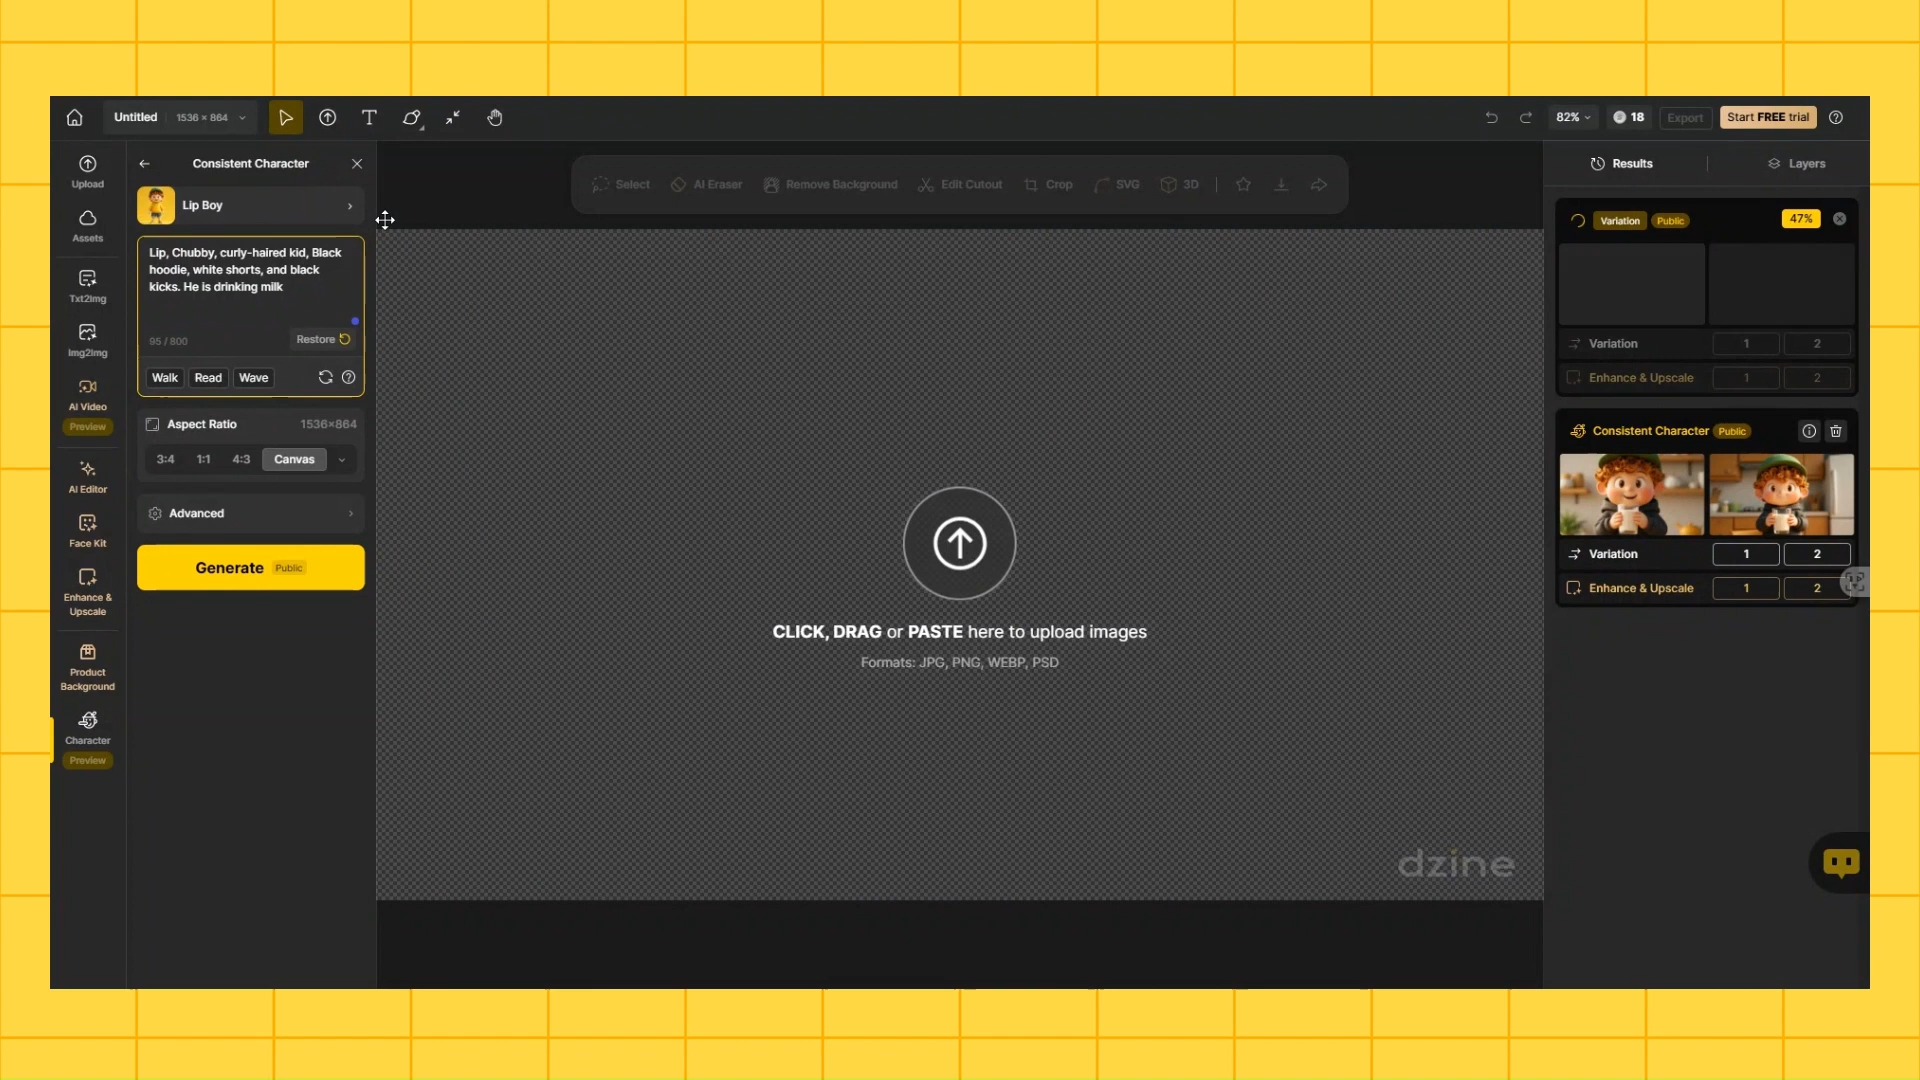 Untitled
1536 × 864
82%
18
Export
Start FREE trial
Upload
Assets
Txt2Img
Img2Img
AI Video
Preview
AI Editor
Face Kit
Enhance &
Upscale
Product
Background
Character
Preview
Consistent Character
Lip Boy
Lip, Chubby, curly-haired kid, Black
hoodie, white shorts, and black
kicks. He is drinking milk
95 / 800
Restore
Walk
Read
Wave
Aspect Ratio
1536×864
3:4
1:1
4:3
Canvas
Advanced
Generate
Public
Select
AI Eraser
Remove Background
Edit Cutout
Crop
SVG
3D
CLICK, DRAG or PASTE here to upload images
Formats: JPG, PNG, WEBP, PSD
dzine
Results
Layers
Variation
Public
47%
Variation
1
2
Enhance & Upscale
1
2
Consistent Character
Public
Variation
1
2
Enhance & Upscale
1
2